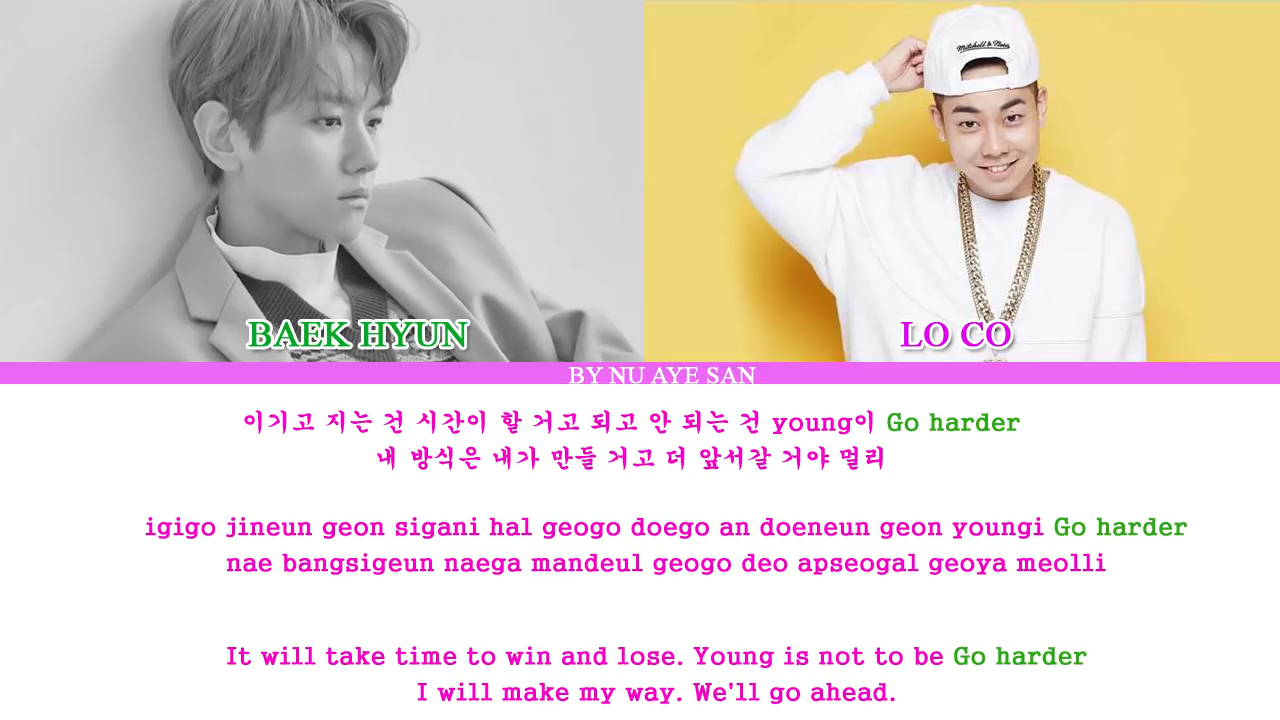 Mitchell & Ness
BAEK HYUN
LO CO
BY NU AYE SAN
이기고 지는 건 시간이 할 거고 되고 안 되는 건 young이 Go harder
내 방식은 내가 만들 거고 더 앞서갈 거야 멀리
igigo jineun geon sigani hal geogo doego an doeneun geon youngi Go harder
nae bangsigeun naega mandeul geogo deo apseogal geoya meolli
It will take time to win and lose. Young is not to be Go harder
I will make my way. We'll go ahead.